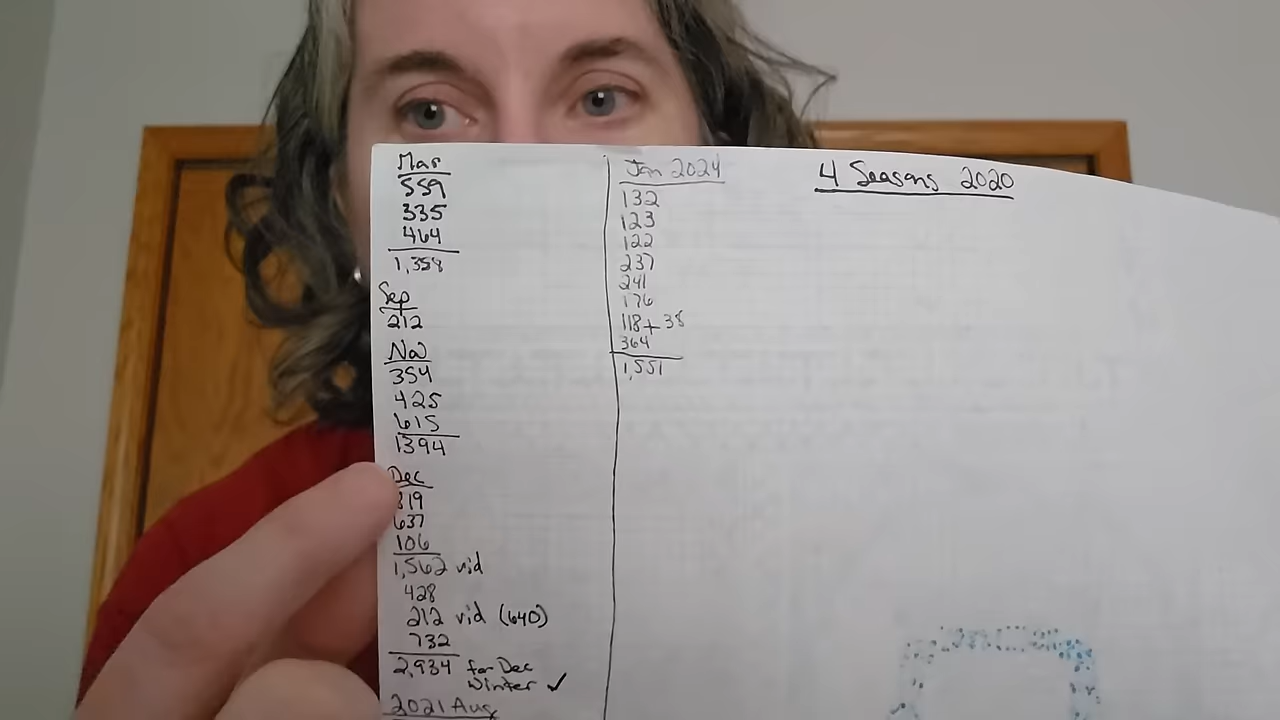 Mar
559
335
464
1,358
Sep
212
Nov
354
425
615
1394
Dec
819
637
106
1,562 vid
428
212 vid (640)
732
2,934 for Dec
Winter ✓
2021 Aug
Jan 2024
132
123
122
237
241
176
118+38
364
1,551
4 Seasons 2020